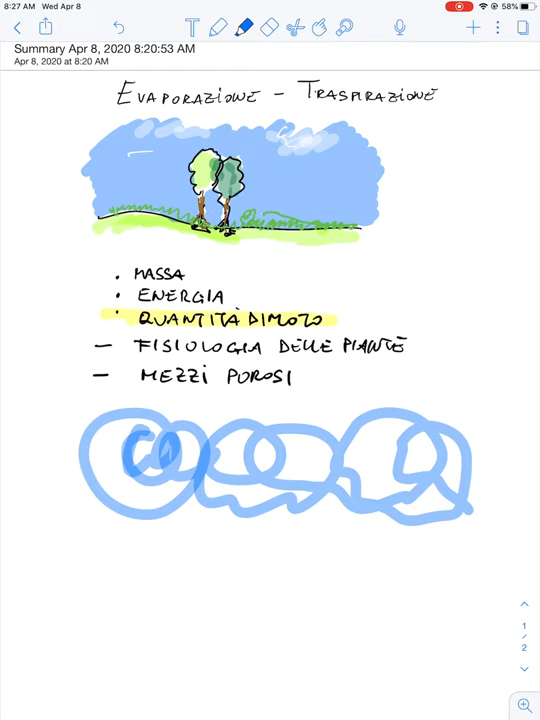 8:27 AM Wed Apr 8
58%
Summary Apr 8, 2020 8:20:53 AM
Apr 8, 2020 at 8:20 AM
EVAPORAZIONE - TRASPIRAZIONE
. MASSA
. ENERGIA
. QUANTITÀ DI MOTO
- FISIOLOGIA DELLE PIANTE
- MEZZI POROSI
1
/
2